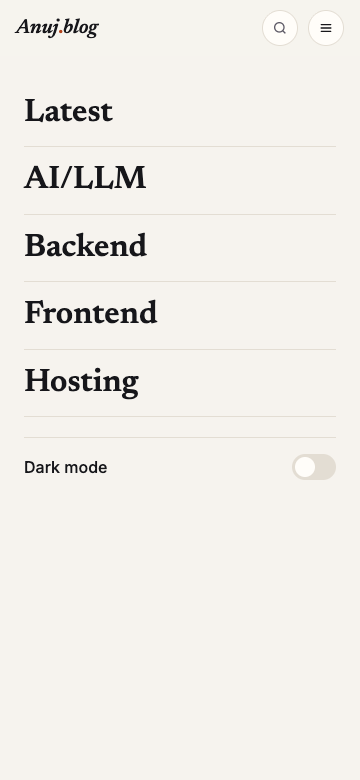 Anuj.blog
Latest
AI/LLM
Backend
Frontend
Hosting
Dark mode